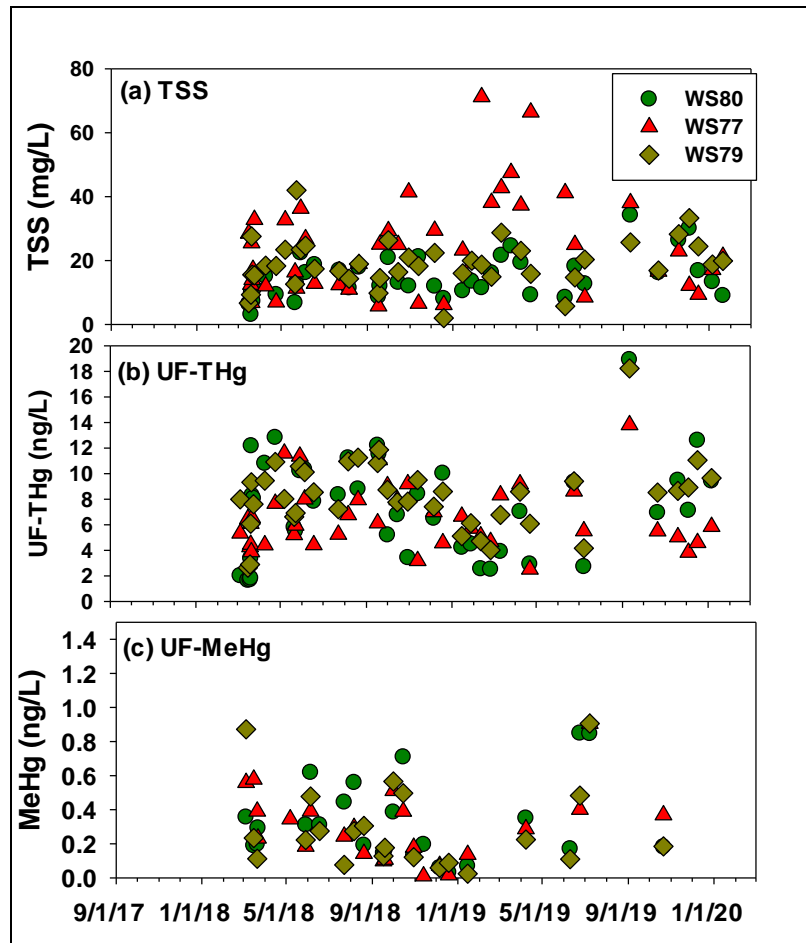 (a) TSS
WS80
WS77
WS79
TSS (mg/L)
80
60
40
20
0
(b) UF-THg
UF-THg (ng/L)
20
18
16
14
12
10
8
6
4
2
0
(c) UF-MeHg
MeHg (ng/L)
1.4
1.2
1.0
0.8
0.6
0.4
0.2
0.0
9/1/17 1/1/18 5/1/18 9/1/18 1/1/19 5/1/19 9/1/19 1/1/20